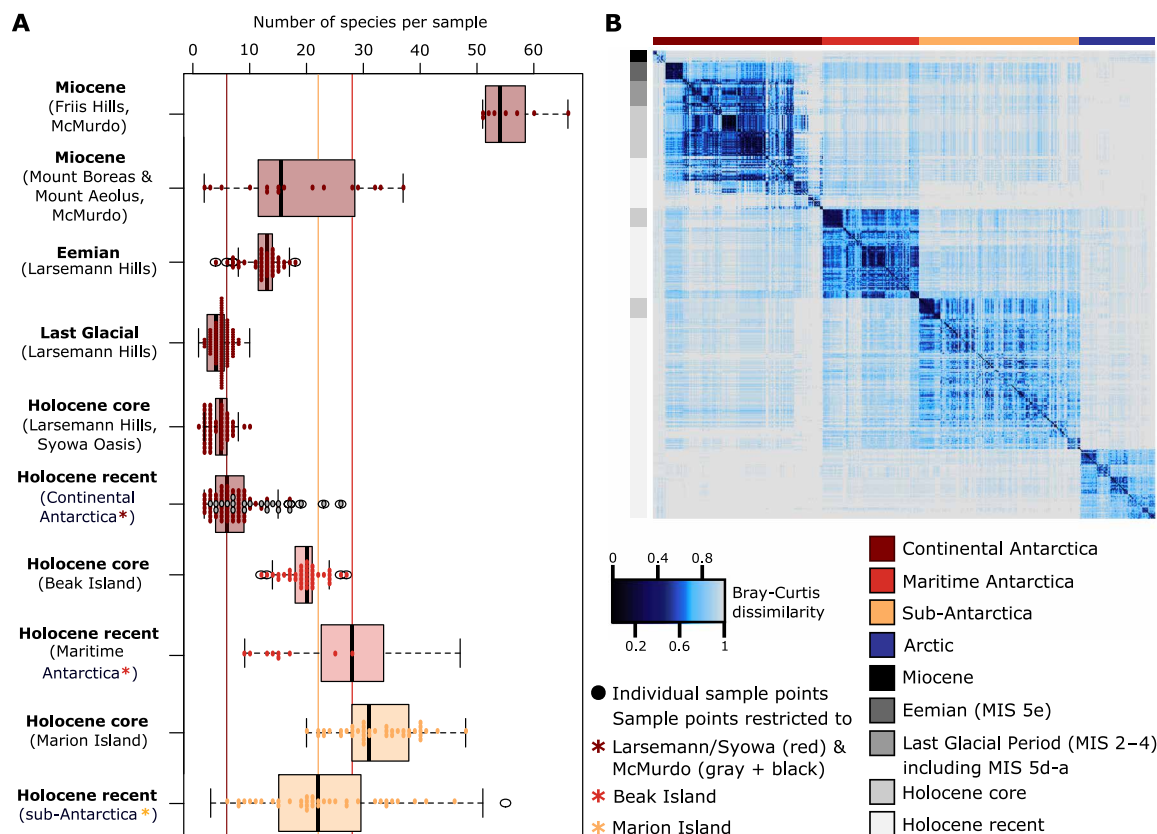 A
Number of species per sample
0 10 20 30 40 50 60
Miocene
(Friis Hills,
McMurdo)
Miocene
(Mount Boreas &
Mount Aeolus,
McMurdo)
Eemian
(Larsemann Hills)
Last Glacial
(Larsemann Hills)
Holocene core
(Larsemann Hills,
Syowa Oasis)
Holocene recent
(Continental
Antarctica*)
Holocene core
(Beak Island)
Holocene recent
(Maritime
Antarctica*)
Holocene core
(Marion Island)
Holocene recent
(sub-Antarctica*)
B
0 0.4 0.8
0.2 0.6 1
Bray-Curtis
dissimilarity
Individual sample points
Sample points restricted to
* Larsemann/Syowa (red) &
McMurdo (gray + black)
* Beak Island
* Marion Island
Continental Antarctica
Maritime Antarctica
Sub-Antarctica
Arctic
Miocene
Eemian (MIS 5e)
Last Glacial Period (MIS 2–4)
including MIS 5d-a
Holocene core
Holocene recent